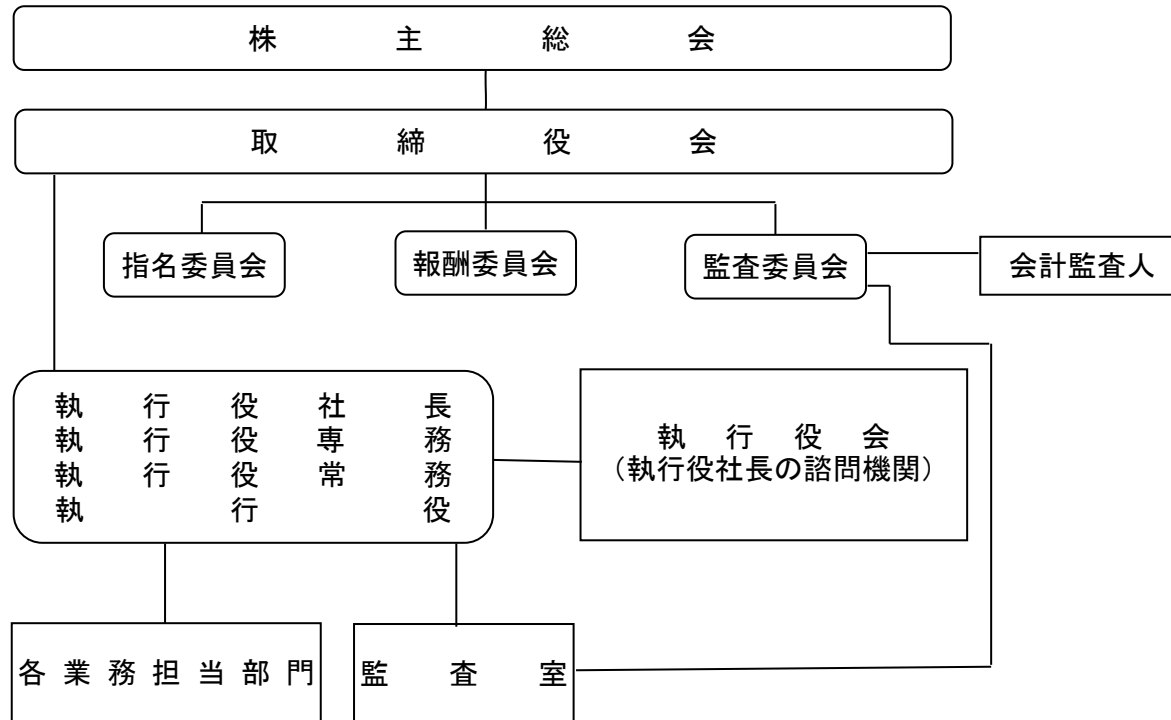 株主総会
取締役会
指名委員会
報酬委員会
監査委員会
会計監査人
執行役社長
執行役専務
執行役常務
執行役
執行役会
（執行役社長の諮問機関）
各業務担当部門
監査室